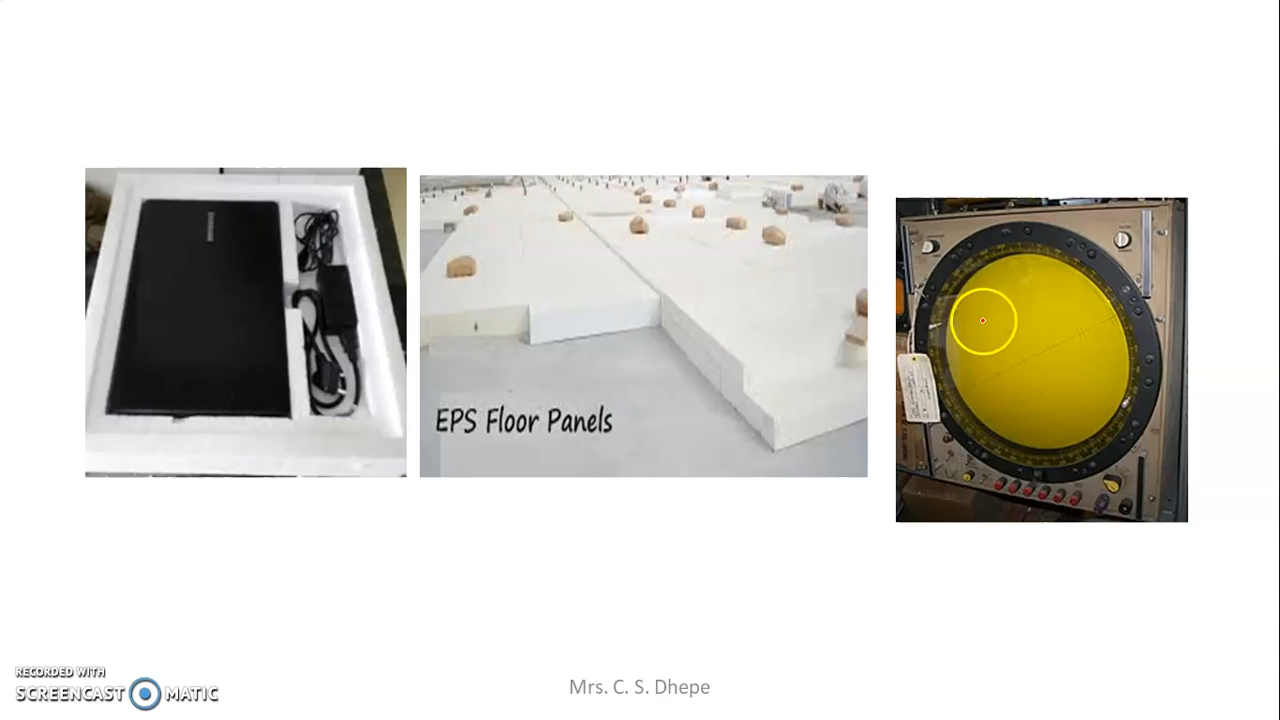 EPS Floor Panels
RECORDED WITH
SCREENCAST MATIC
Mrs. C. S. Dhepe